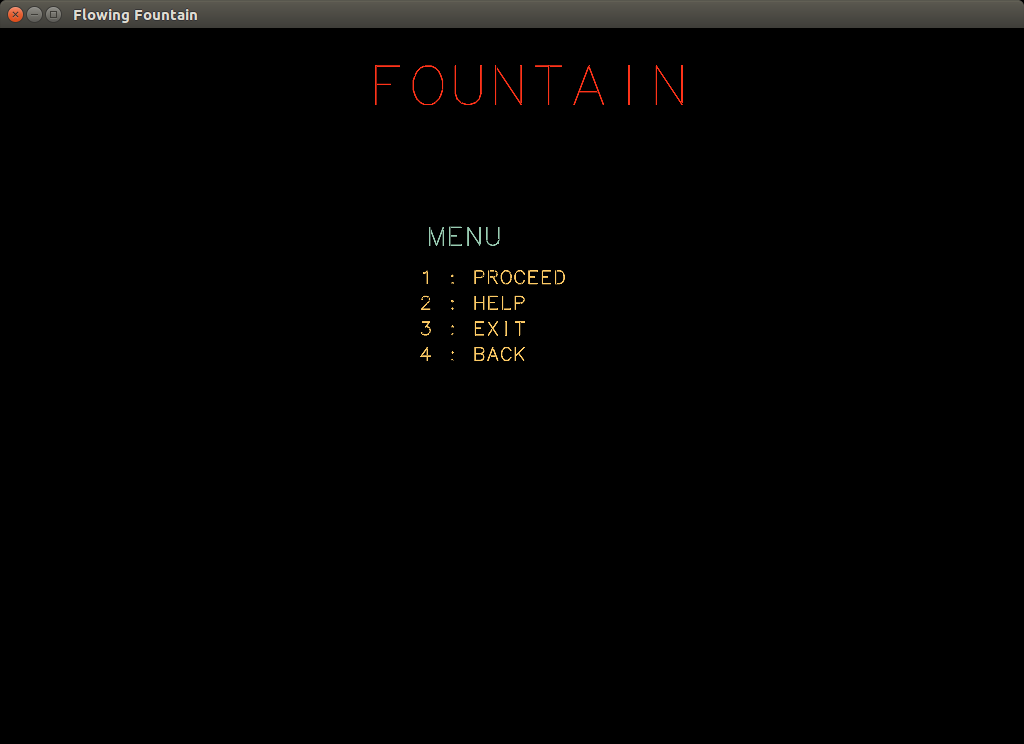 Flowing Fountain
FOUNTAIN
MENU
1 : PROCEED
2 : HELP
3 : EXIT
4 : BACK